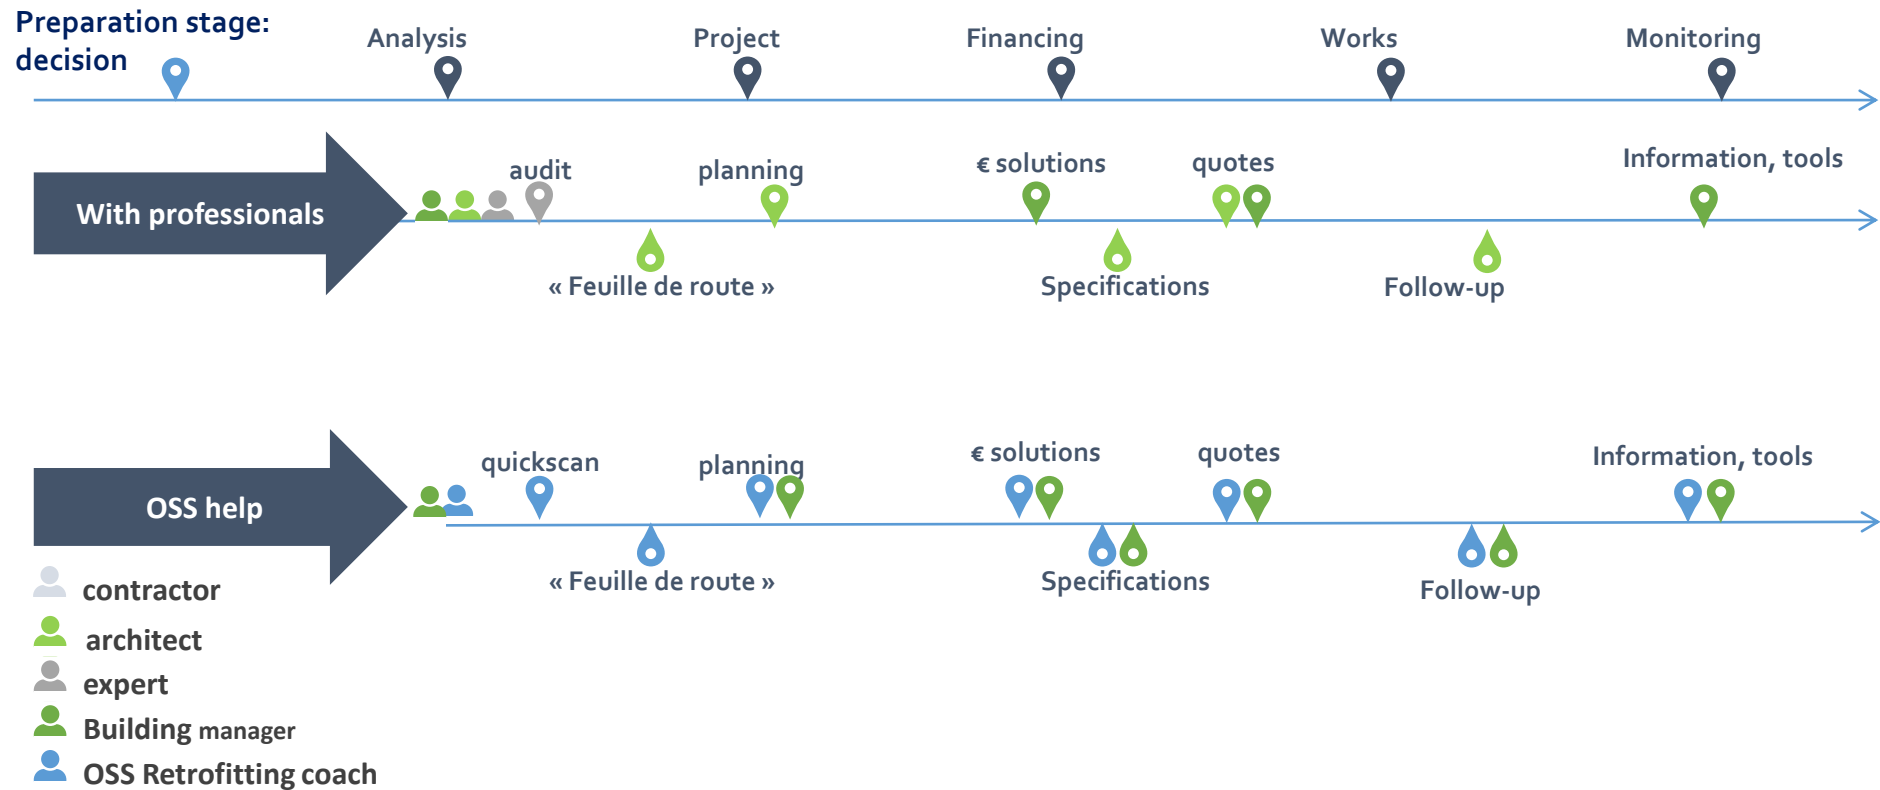 Preparation stage:
decision
Analysis
Project
Financing
Works
Monitoring
With professionals
audit
planning
€ solutions
quotes
Information, tools
« Feuille de route »
Specifications
Follow-up
OSS help
quickscan
planning
€ solutions
quotes
Information, tools
« Feuille de route »
Specifications
Follow-up
contractor
architect
expert
Building manager
OSS Retrofitting coach